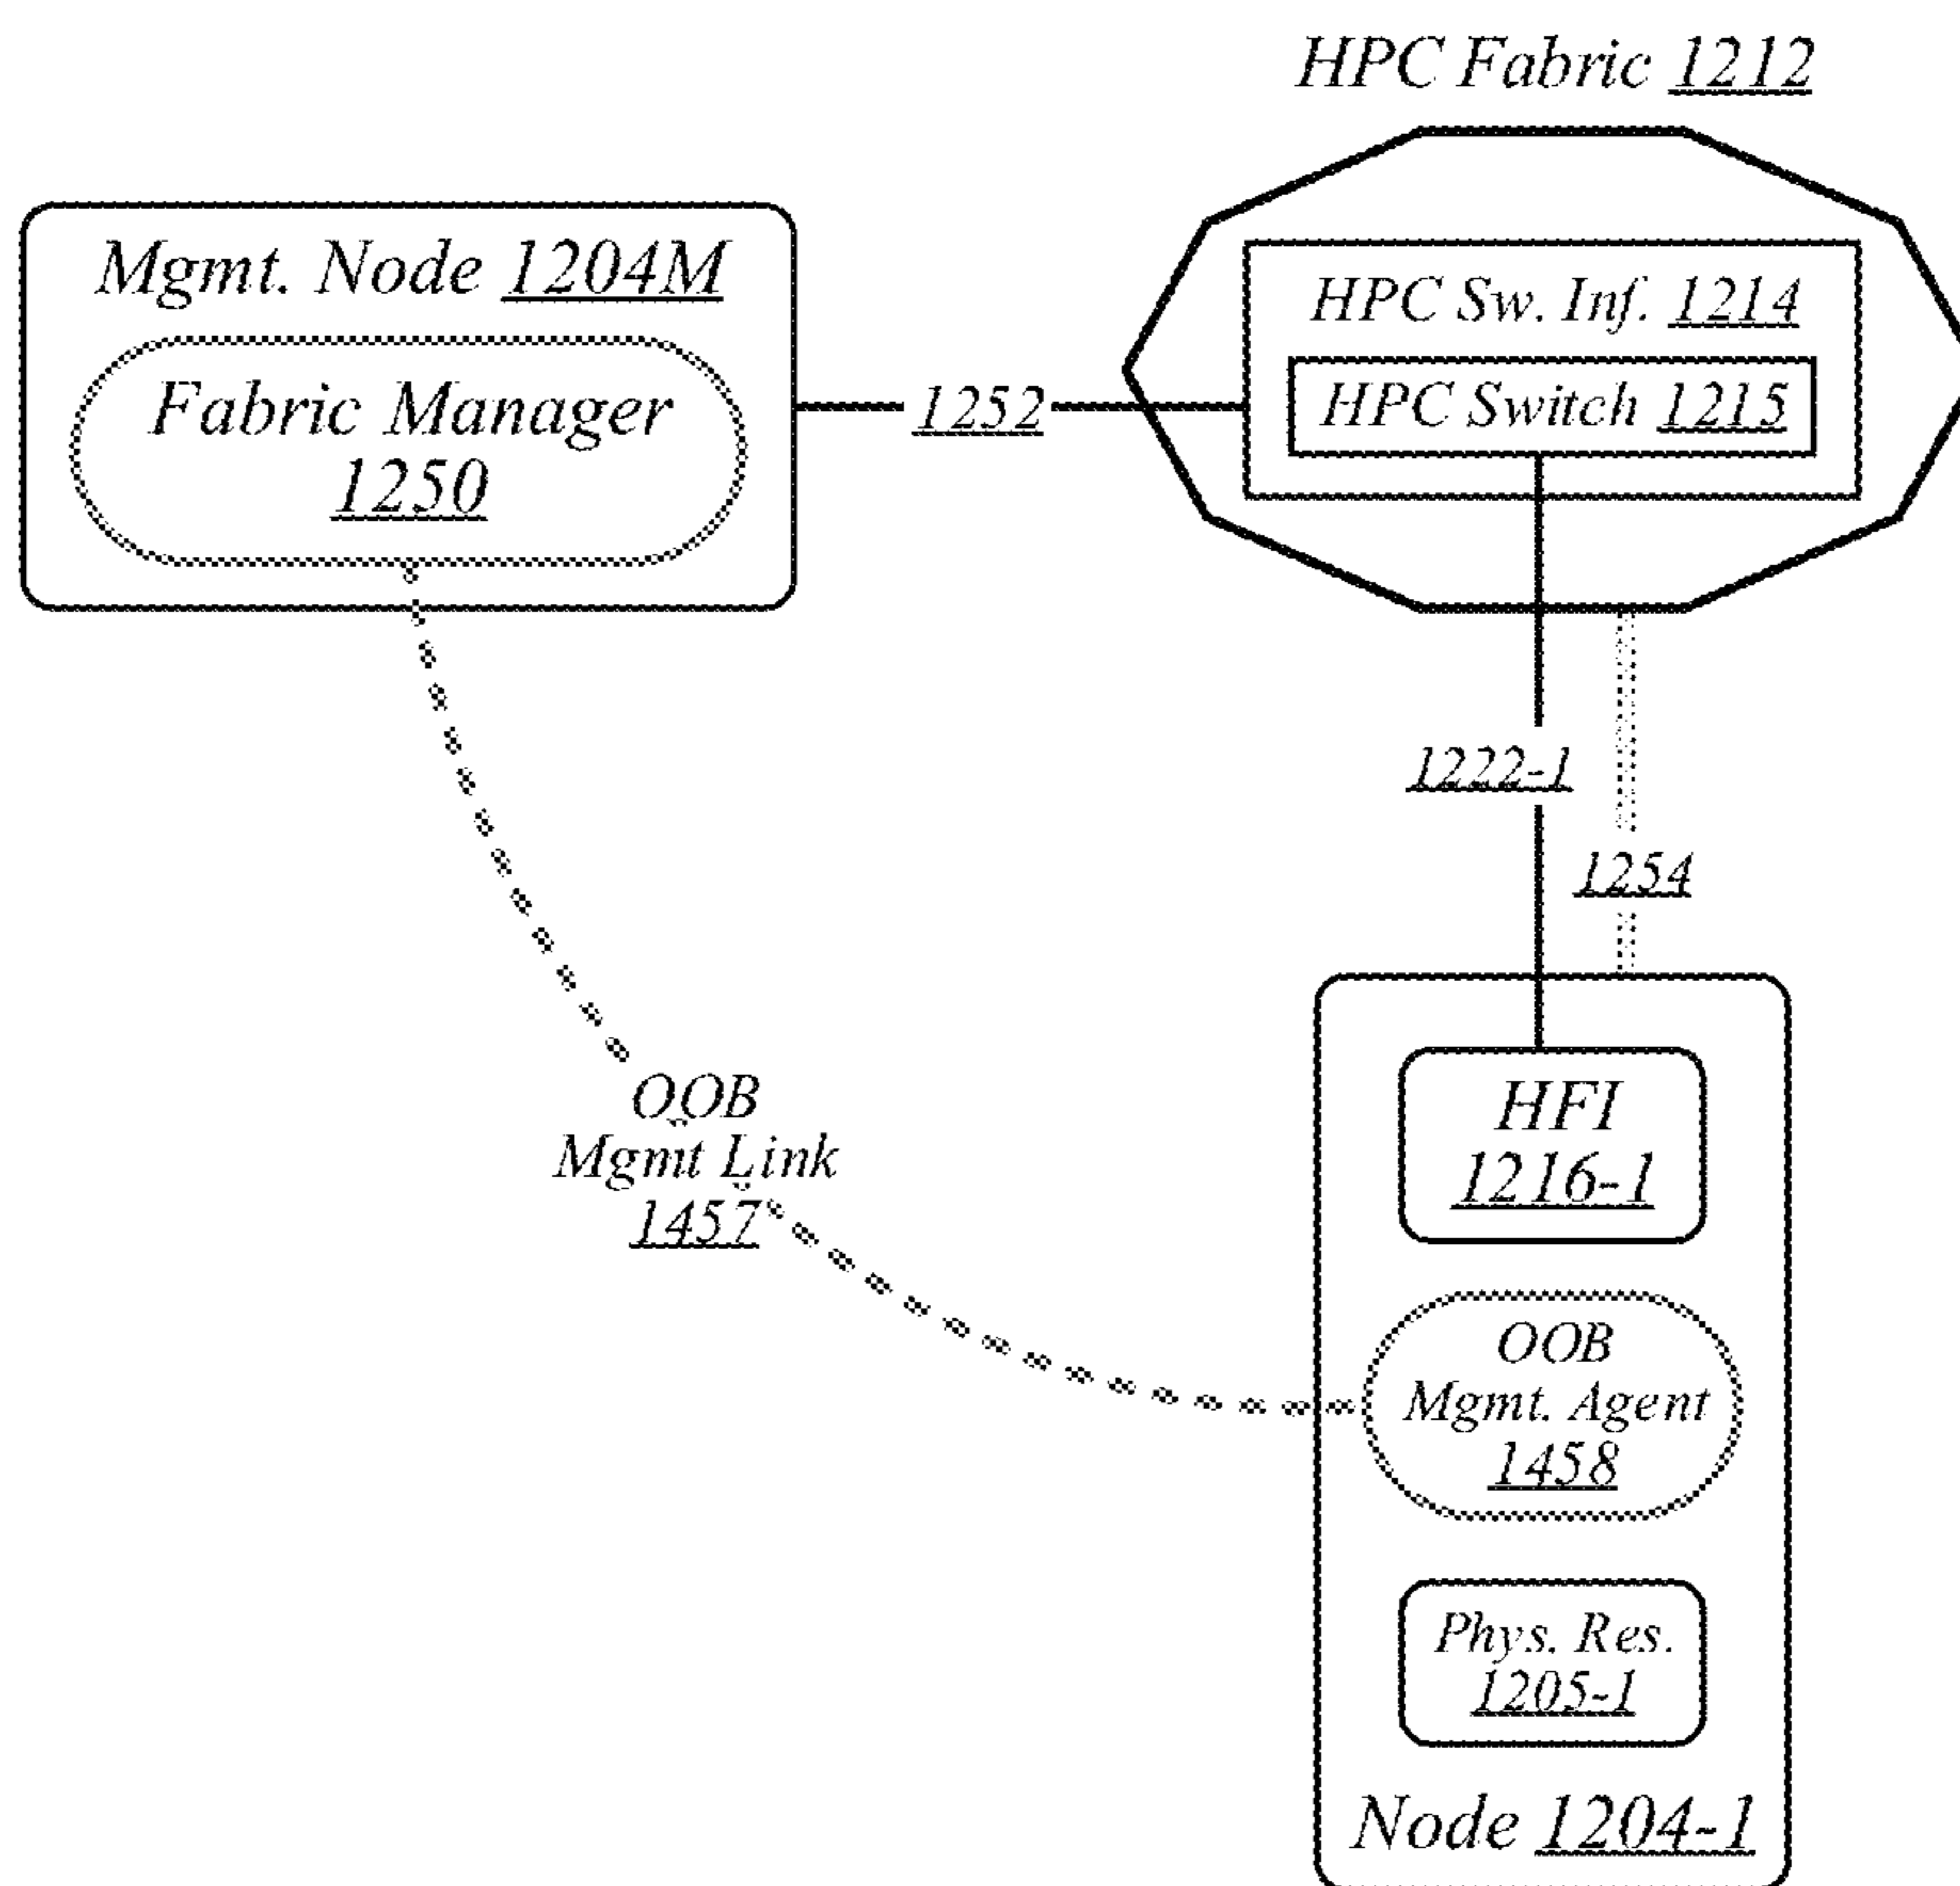 HPC Fabric 1212
Mgmt. Node 1204M
Fabric Manager
1250
1252
HPC Sw. Inf. 1214
HPC Switch 1215
1222-1
1254
OOB
Mgmt Link
1457
HFI
1216-1
OOB
Mgmt. Agent
1458
Phys. Res.
1205-1
Node 1204-1